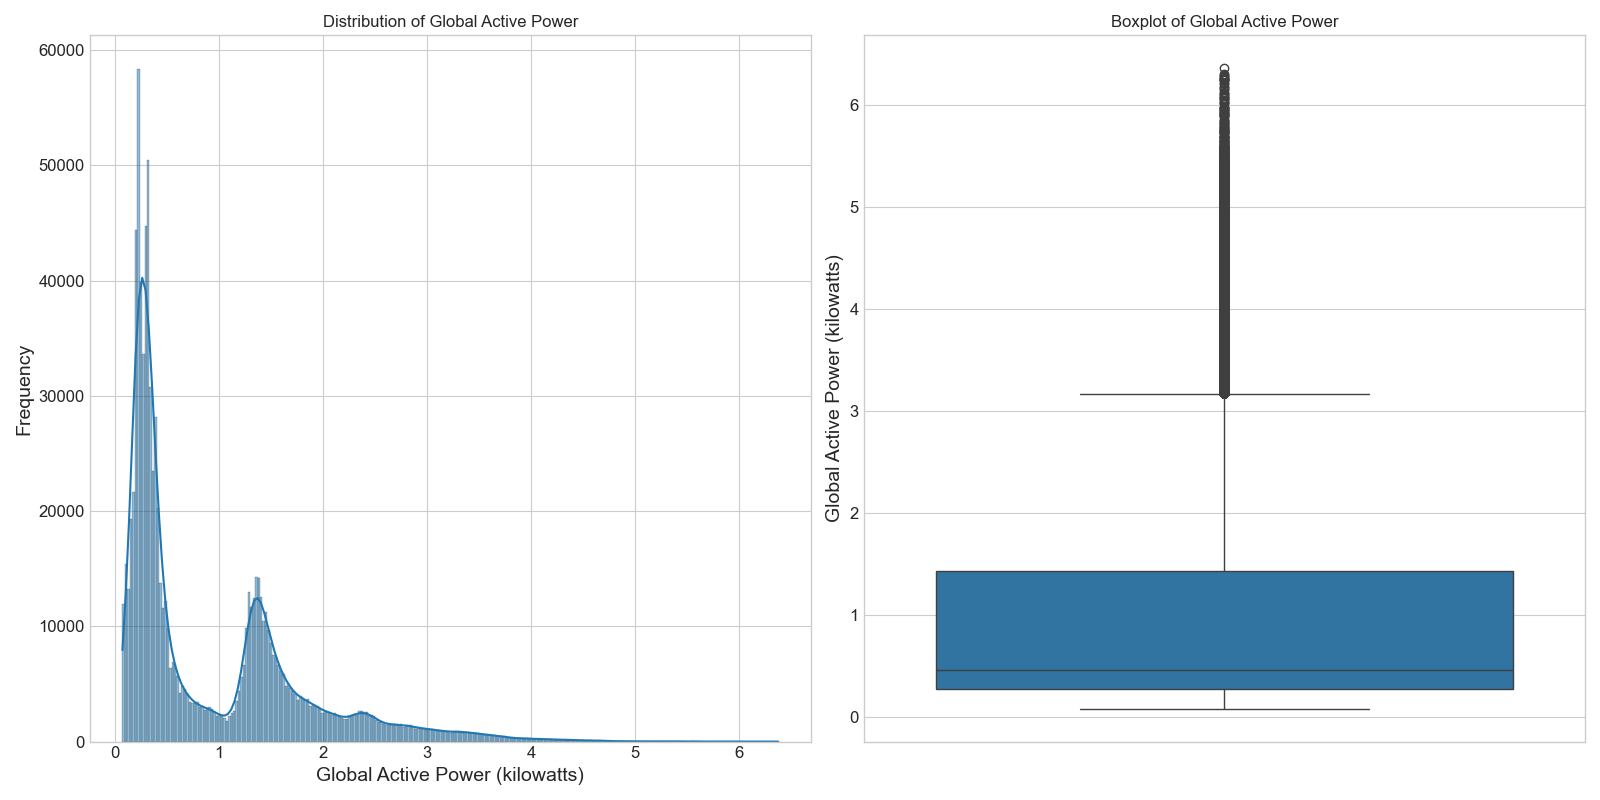 Distribution of Global Active Power
60000
50000
40000
30000
20000
10000
0
Frequency
0 1 2 3 4 5 6
Global Active Power (kilowatts)
Boxplot of Global Active Power
6
5
4
3
2
1
0
Global Active Power (kilowatts)